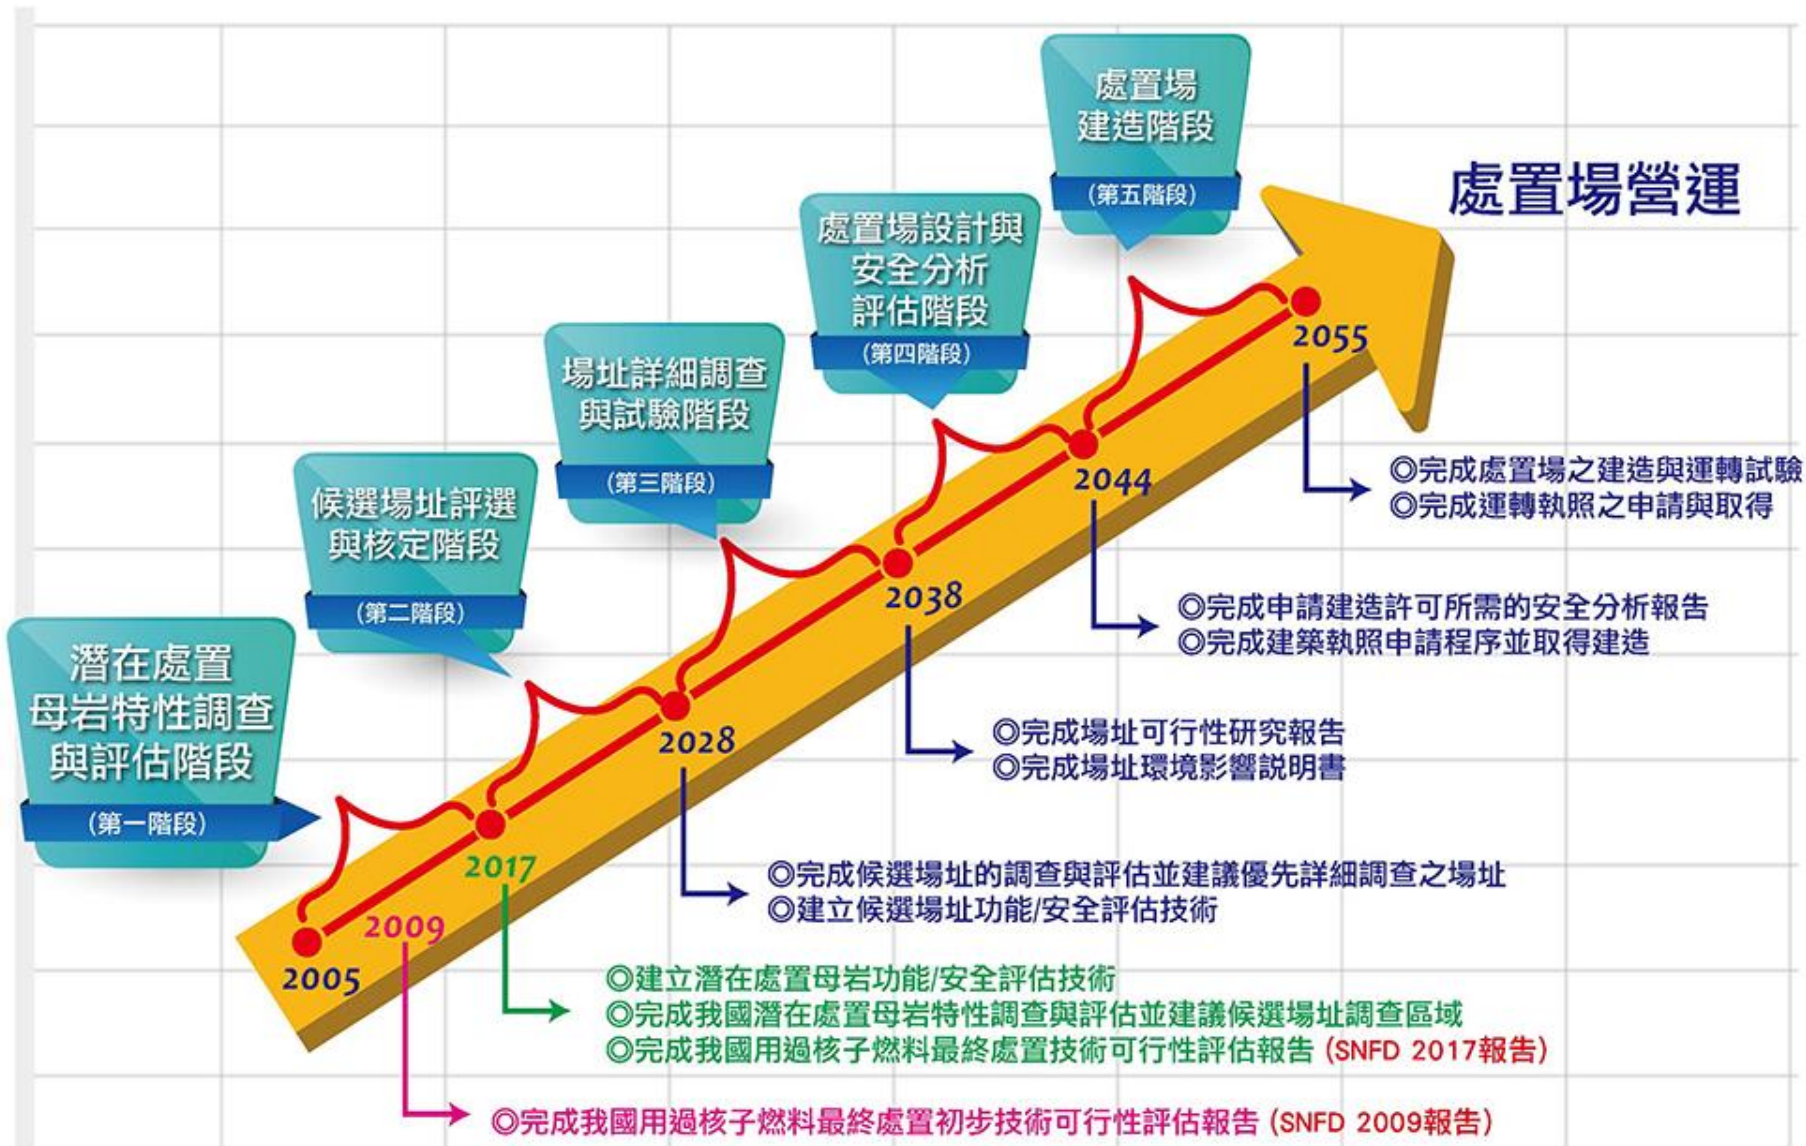 處置場
建造階段
(第五階段)
處置場營運
處置場設計與
安全分析
評估階段
(第四階段)
場址詳細調查
與試驗階段
(第三階段)
候選場址評選
與核定階段
(第二階段)
潛在處置
母岩特性調查
與評估階段
(第一階段)
2055
◎完成處置場之建造與運轉試驗
◎完成運轉執照之申請與取得
2044
◎完成申請建造許可所需的安全分析報告
◎完成建築執照申請程序並取得建造
2038
◎完成場址可行性研究報告
◎完成場址環境影響說明書
2028
◎完成候選場址的調查與評估並建議優先詳細調查之場址
◎建立候選場址功能/安全評估技術
2017
◎建立潛在處置母岩功能/安全評估技術
◎完成我國潛在處置母岩特性調查與評估並建議候選場址調查區域
◎完成我國用過核子燃料最終處置技術可行性評估報告 (SNFD 2017報告)
2009
◎完成我國用過核子燃料最終處置初步技術可行性評估報告 (SNFD 2009報告)
2005